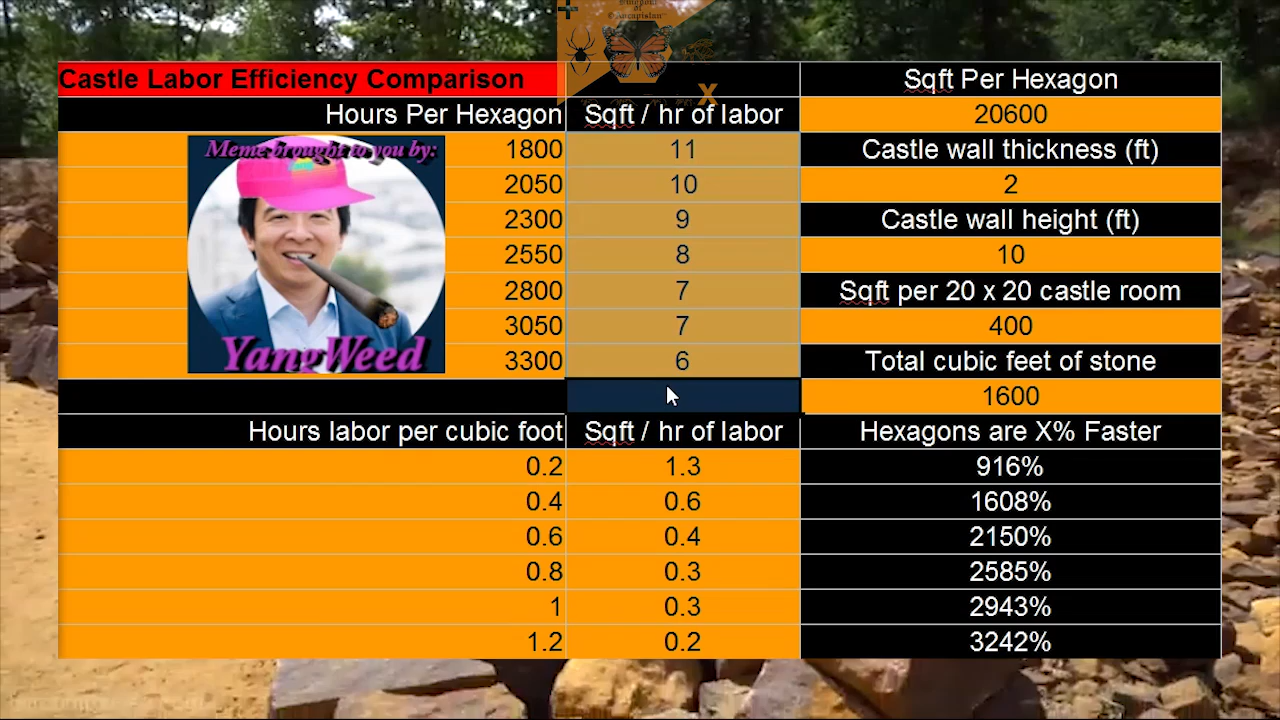 Kingdom
of
Castle Labor Efficiency Comparison Sqft Per Hexagon
Hours Per Hexagon Sqft / hr of labor 20600
Meme brought to you by: 1800 11 Castle wall thickness (ft)
2050 10 2
2300 9 Castle wall height (ft)
2550 8 10
2800 7 Sqft per 20 x 20 castle room
3050 7 400
YangWeed 3300 6 Total cubic feet of stone
1600
Hours labor per cubic foot Sqft / hr of labor Hexagons are X% Faster
0.2 1.3 916%
0.4 0.6 1608%
0.6 0.4 2150%
0.8 0.3 2585%
1 0.3 2943%
1.2 0.2 3242%